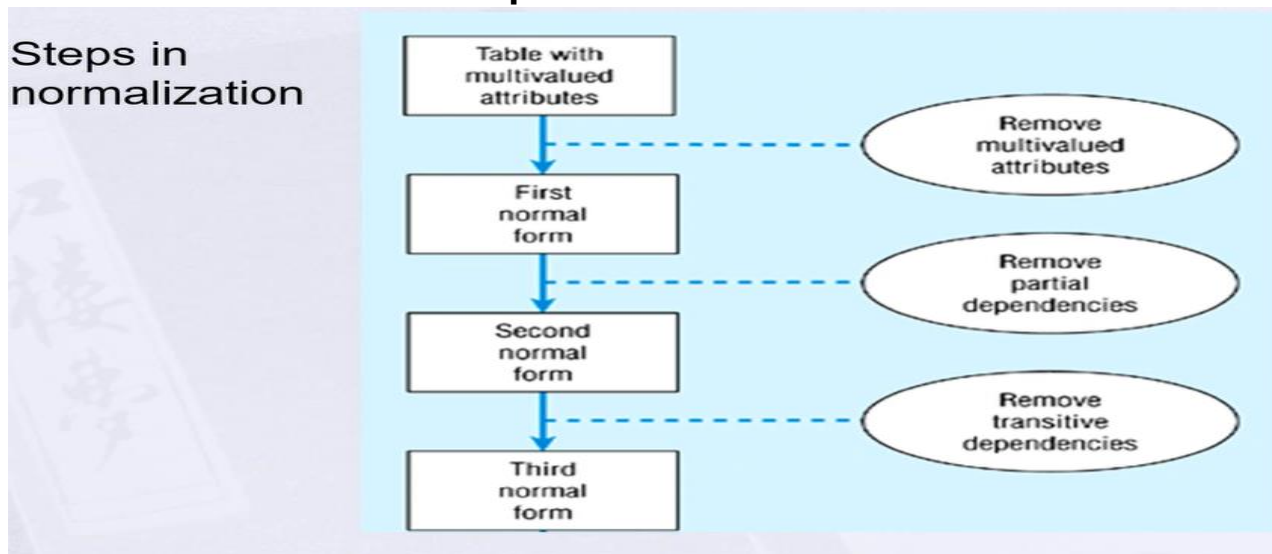 Steps in
normalization
Table with
multivalued
attributes
Remove
multivalued
attributes
First
normal
form
Remove
partial
dependencies
Second
normal
form
Remove
transitive
dependencies
Third
normal
form